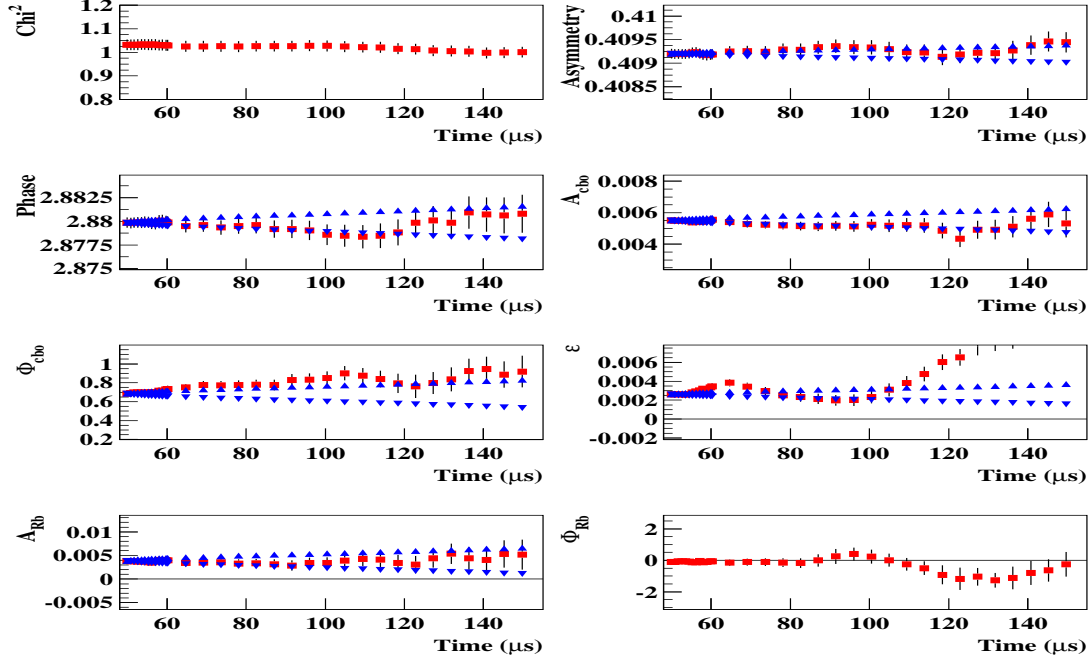 Chi²
1.2
1.1
1
0.9
0.8
60 80 100 120 140
Time (μs)
Asymmetry
0.41
0.4095
0.409
0.4085
60 80 100 120 140
Time (μs)
Phase
2.8825
2.88
2.8775
2.875
60 80 100 120 140
Time (μs)
A_cbo
0.008
0.006
0.004
60 80 100 120 140
Time (μs)
Φ_cbo
1
0.8
0.6
0.4
0.2
60 80 100 120 140
Time (μs)
ε
0.006
0.004
0.002
0
-0.002
60 80 100 120 140
Time (μs)
A_Rb
0.01
0.005
0
-0.005
60 80 100 120 140
Time (μs)
Φ_Rb
2
0
-2
60 80 100 120 140
Time (μs)